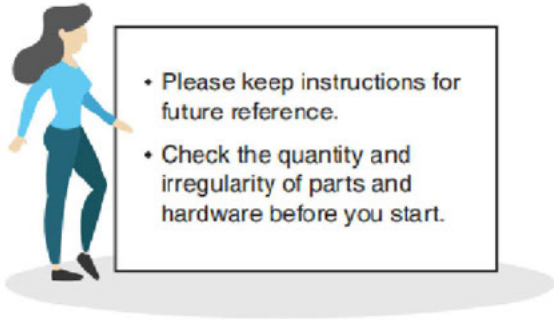 • Please keep instructions for
future reference.
• Check the quantity and
irregularity of parts and
hardware before you start.